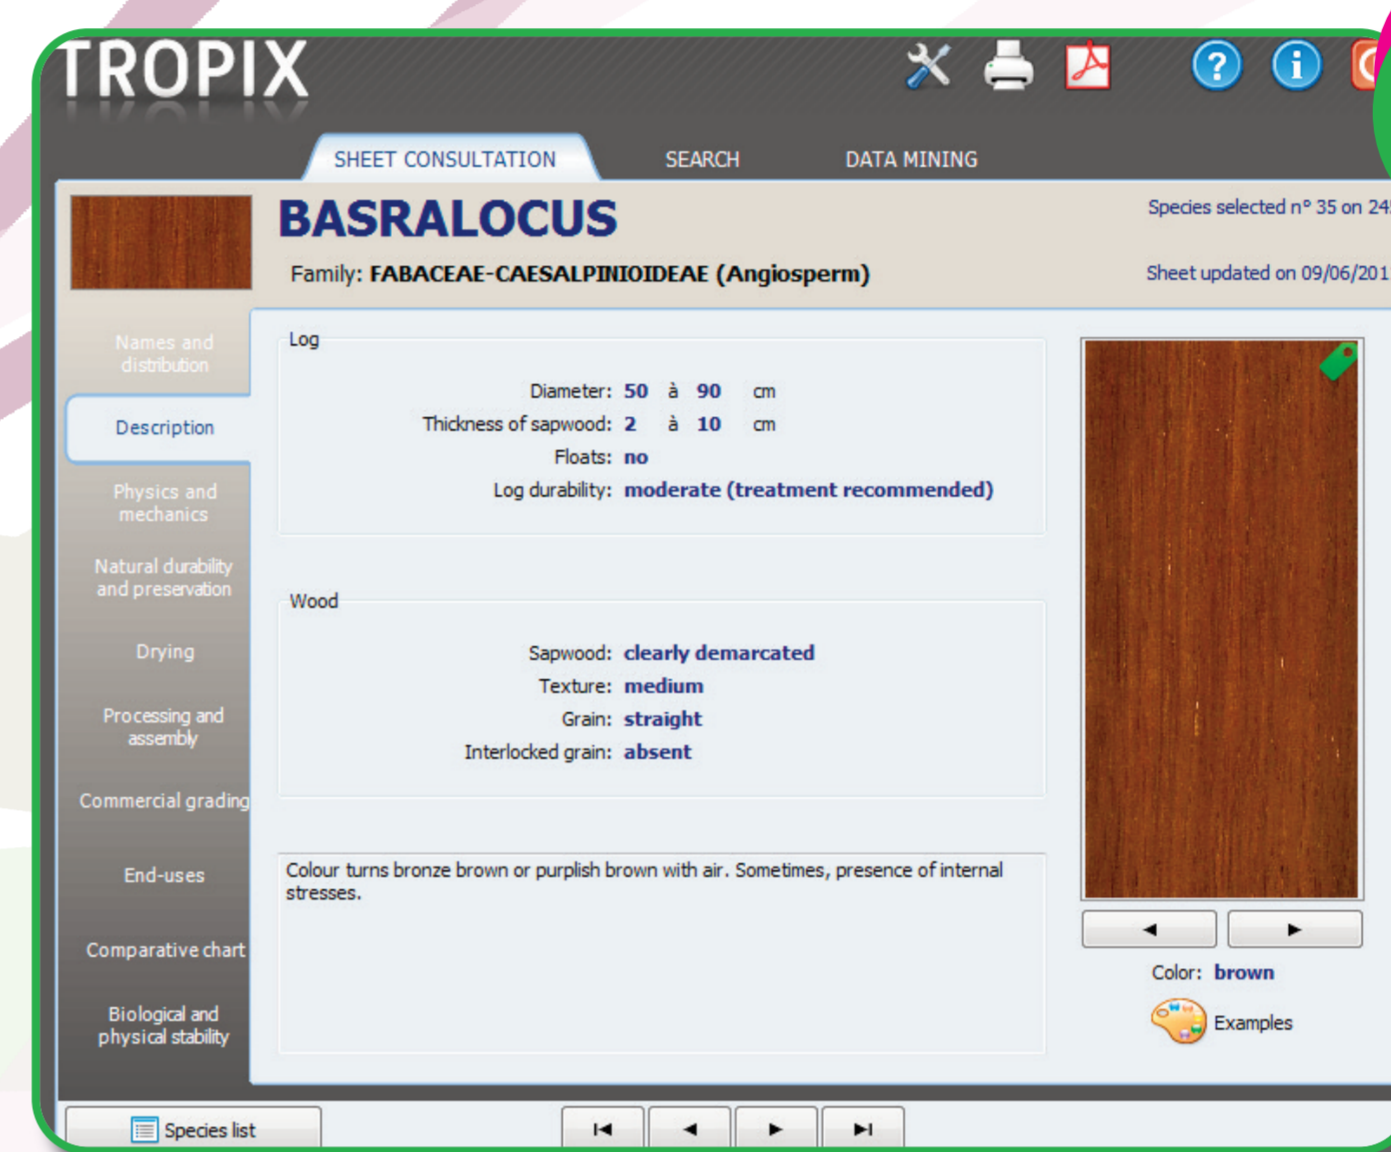 TROPIX
SHEET CONSULTATION
SEARCH
DATA MINING
BASRALOCUS
Species selected n° 35 on 245
Family: FABACEAE-CAESALPINIOIDEAE (Angiosperm)
Sheet updated on 09/06/201
Names and
distribution
Description
Physics and
mechanics
Natural durability
and preservation
Drying
Processing and
assembly
Commercial grading
End-uses
Comparative chart
Biological and
physical stability
Log
Diameter: 50 à 90 cm
Thickness of sapwood: 2 à 10 cm
Floats: no
Log durability: moderate (treatment recommended)
Wood
Sapwood: clearly demarcated
Texture: medium
Grain: straight
Interlocked grain: absent
Colour turns bronze brown or purplish brown with air. Sometimes, presence of internal
stresses.
Color: brown
Examples
Species list